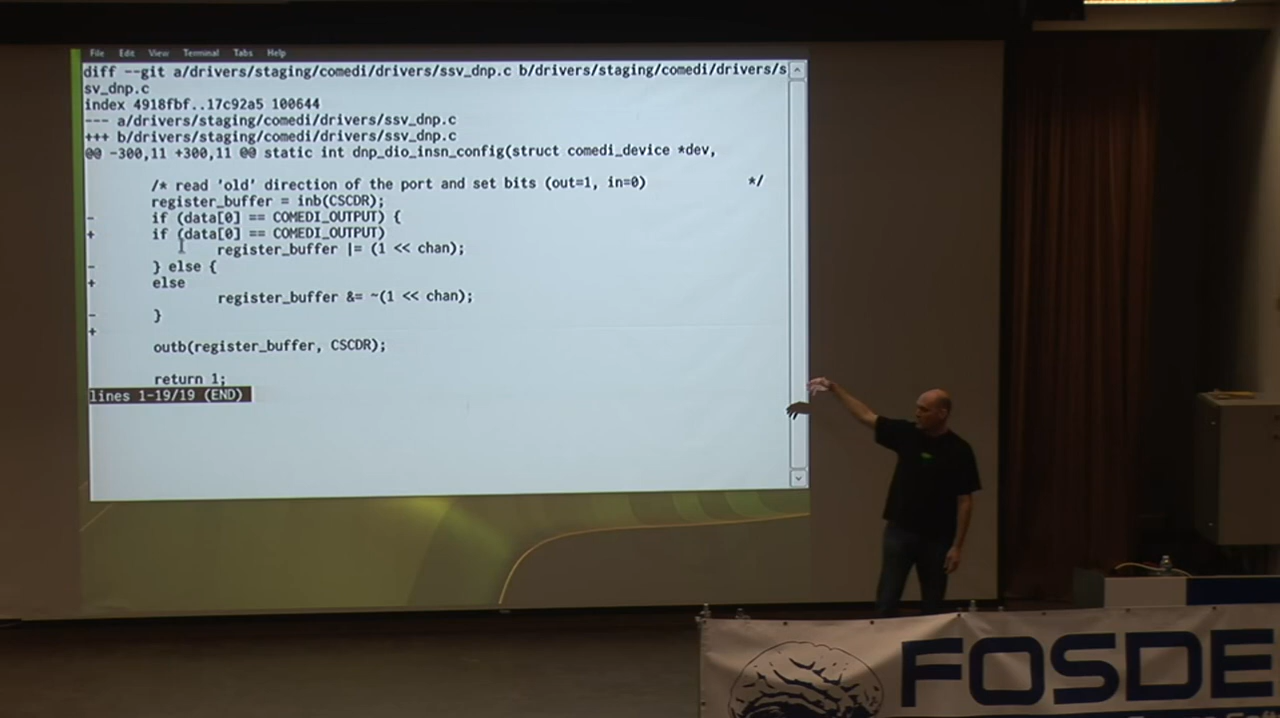 File Edit View Terminal Tabs Help
diff --git a/drivers/staging/comedi/drivers/ssv_dnp.c b/drivers/staging/comedi/drivers/s
sv_dnp.c
index 4918fbf..17c92a5 100644
--- a/drivers/staging/comedi/drivers/ssv_dnp.c
+++ b/drivers/staging/comedi/drivers/ssv_dnp.c
@@ -300,11 +300,11 @@ static int dnp_dio_insn_config(struct comedi_device *dev,
/* read 'old' direction of the port and set bits (out=1, in=0) */
register_buffer = inb(CSCDR);
- if (data[0] == COMEDI_OUTPUT) {
+ if (data[0] == COMEDI_OUTPUT)
register_buffer |= (1 << chan);
- } else {
+ else
register_buffer &= ~(1 << chan);
- }
+
outb(register_buffer, CSCDR);
return 1;
lines 1-19/19 (END)
FOSDE